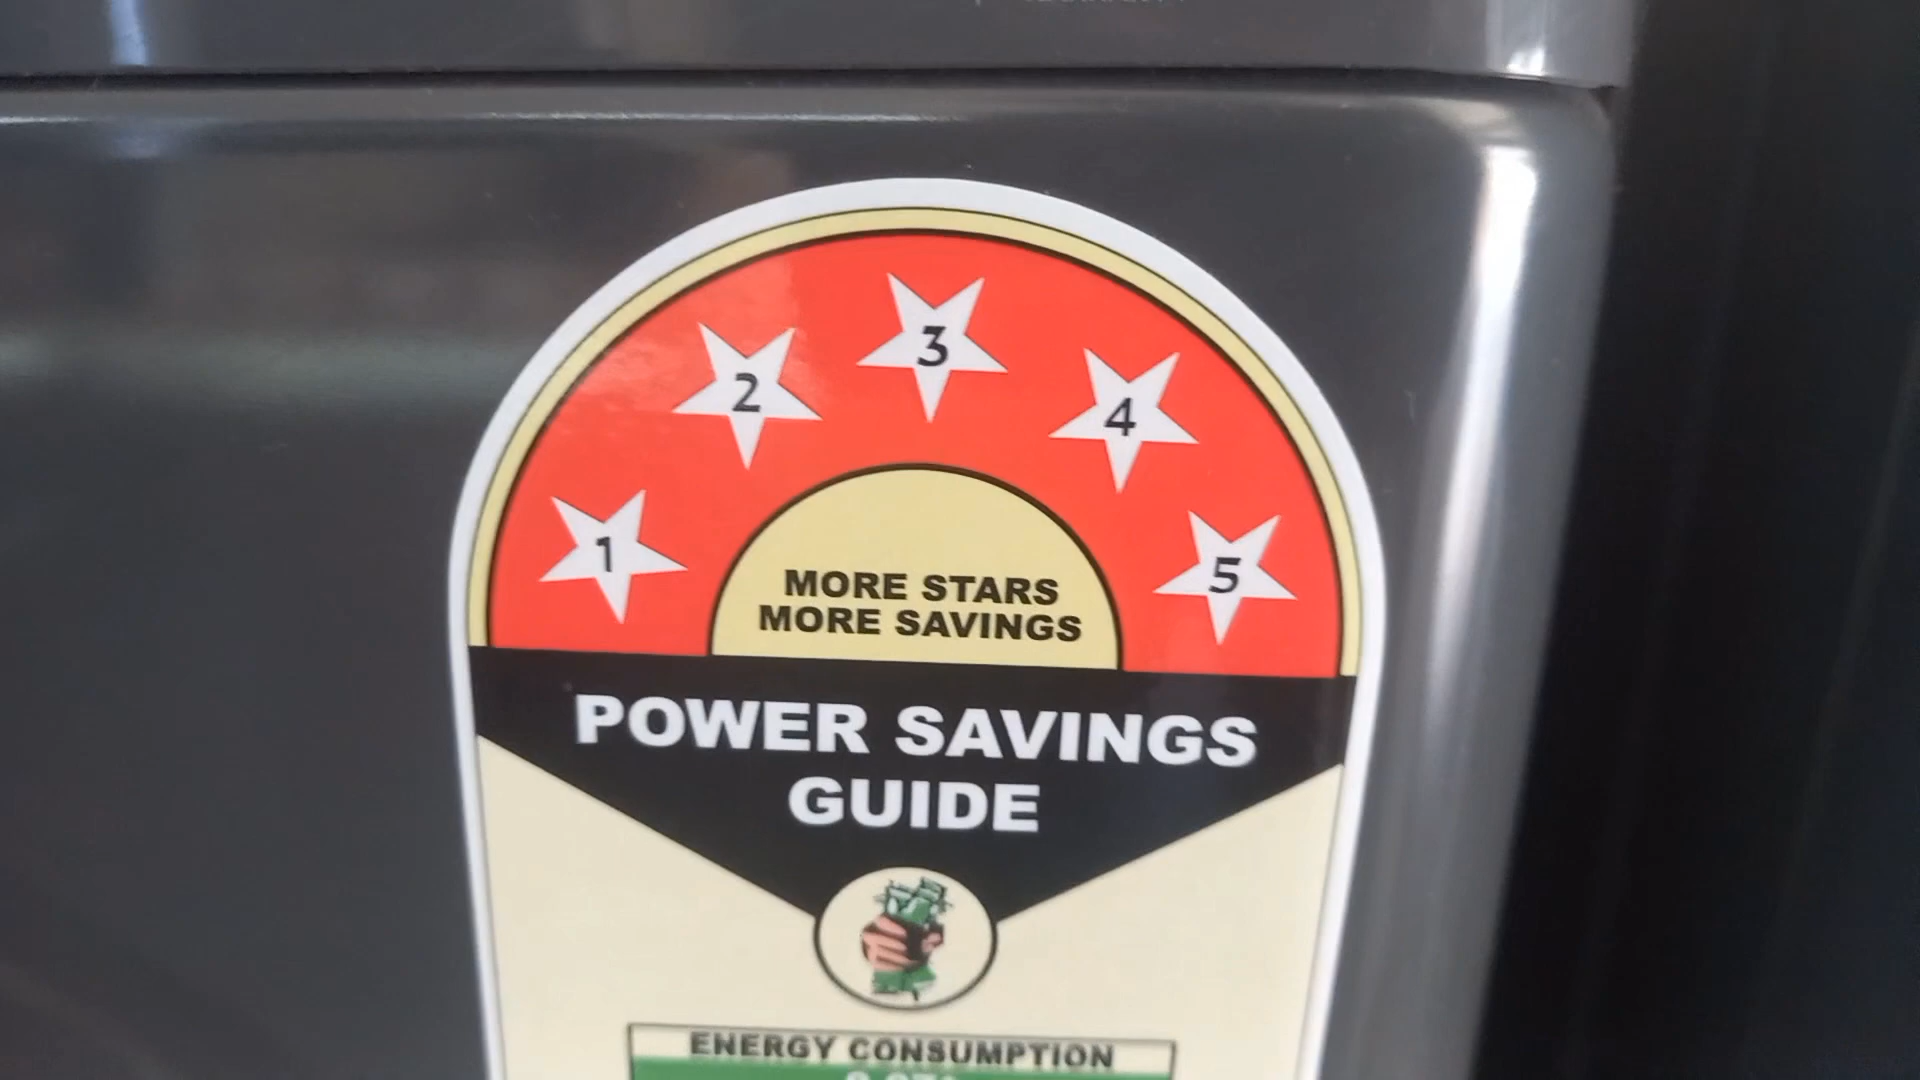 1
2
3
4
5
MORE STARS
MORE SAVINGS
POWER SAVINGS
GUIDE
ENERGY CONSUMPTION